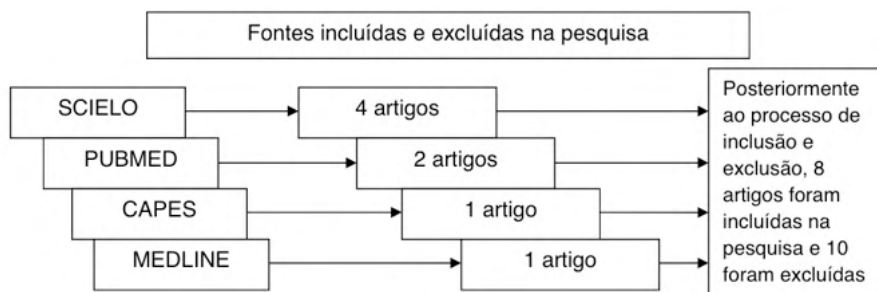 Fontes incluídas e excluídas na pesquisa
SCIELO
4 artigos
PUBMED
2 artigos
CAPES
1 artigo
MEDLINE
1 artigo
Posteriormente
ao processo de
inclusão e
exclusão, 8
artigos foram
incluídas na
pesquisa e 10
foram excluídas